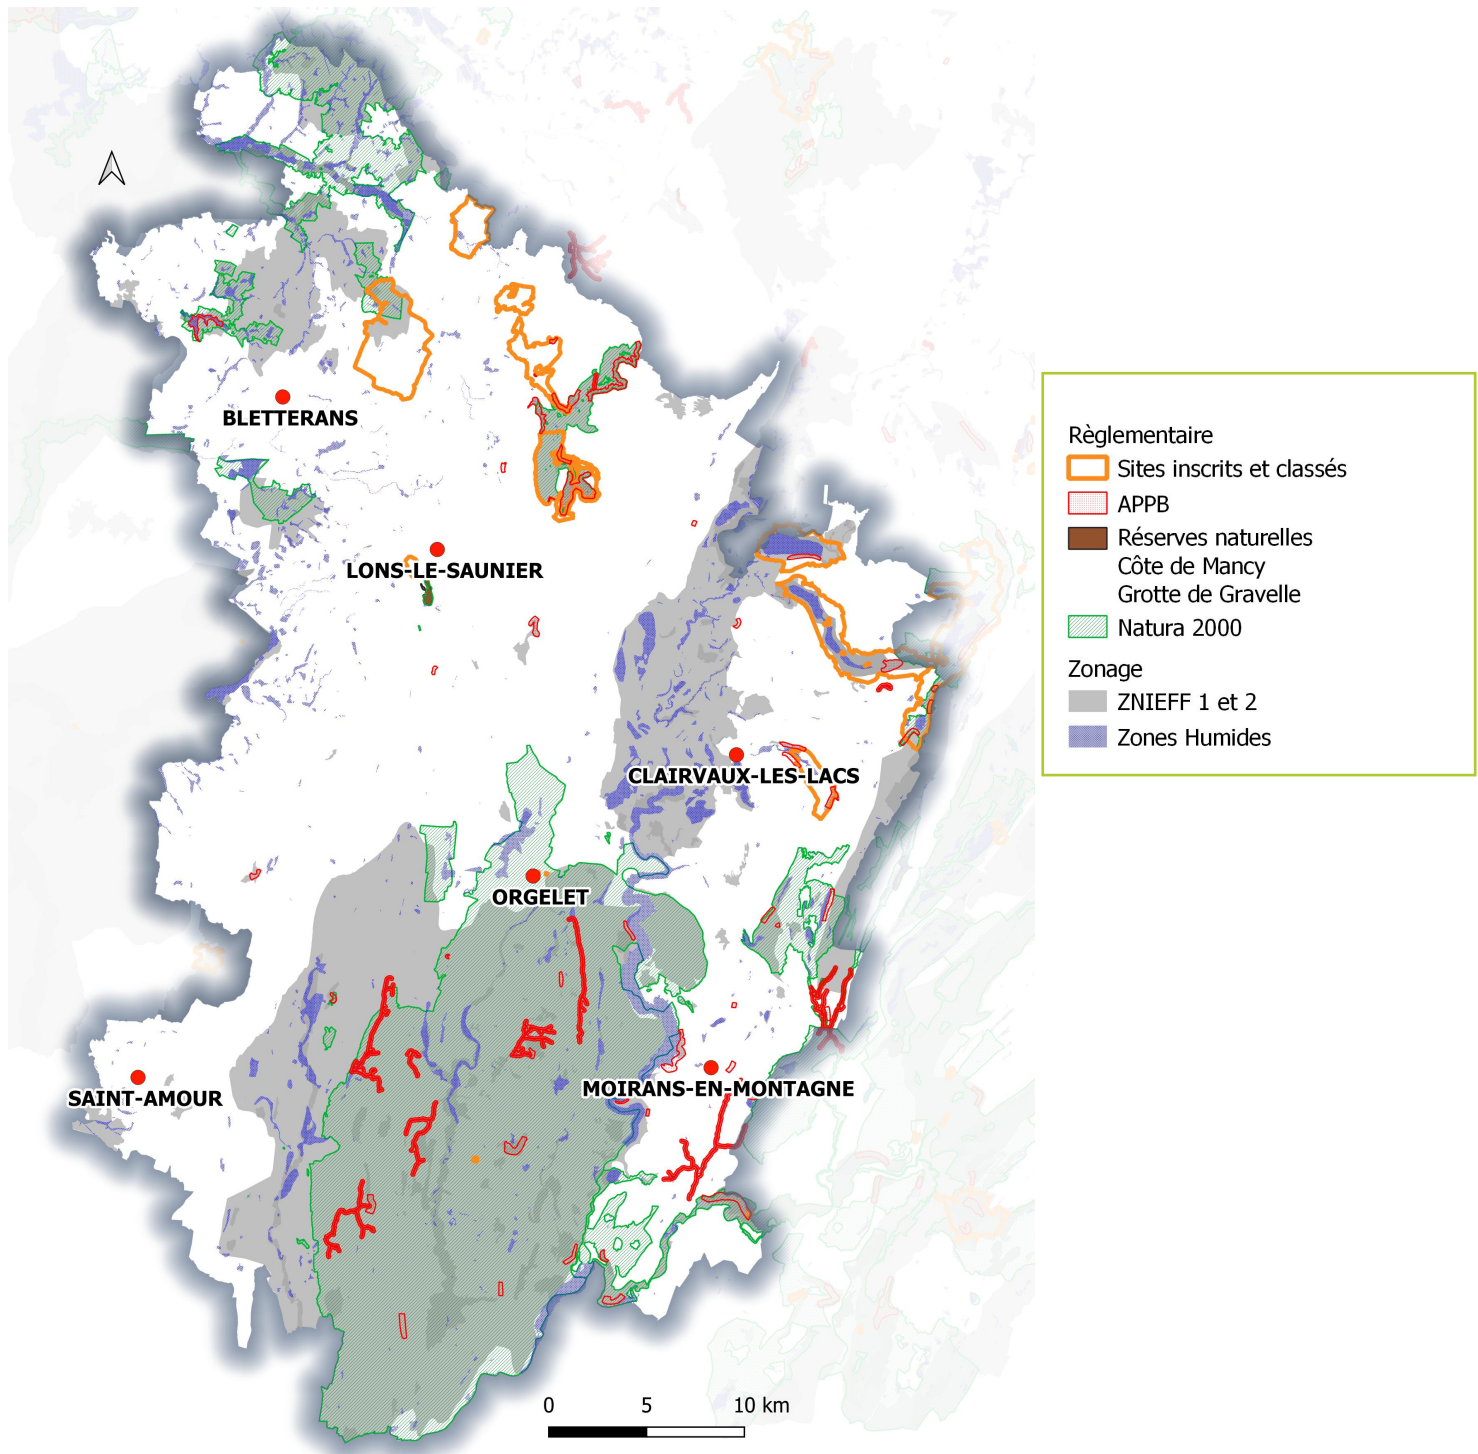 BLETTERANS
LONS-LE-SAUNIER
CLAIRVAUX-LES-LACS
ORGELET
MOIRANS-EN-MONTAGNE
SAINT-AMOUR
0 5 10 km
Règlementaire
Sites inscrits et classés
APPB
Réserves naturelles
Côte de Mancy
Grotte de Gravelle
Natura 2000
Zonage
ZNIEFF 1 et 2
Zones Humides